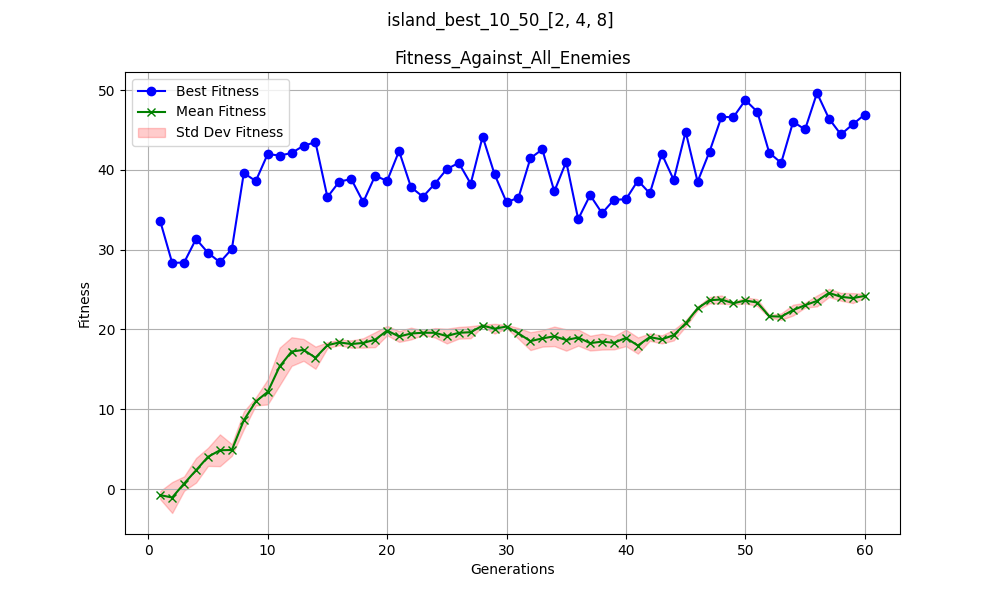 island_best_10_50_[2, 4, 8]
Fitness_Against_All_Enemies
Best Fitness
Mean Fitness
Std Dev Fitness
50
40
30
20
10
0
Fitness
0 10 20 30 40 50 60
Generations